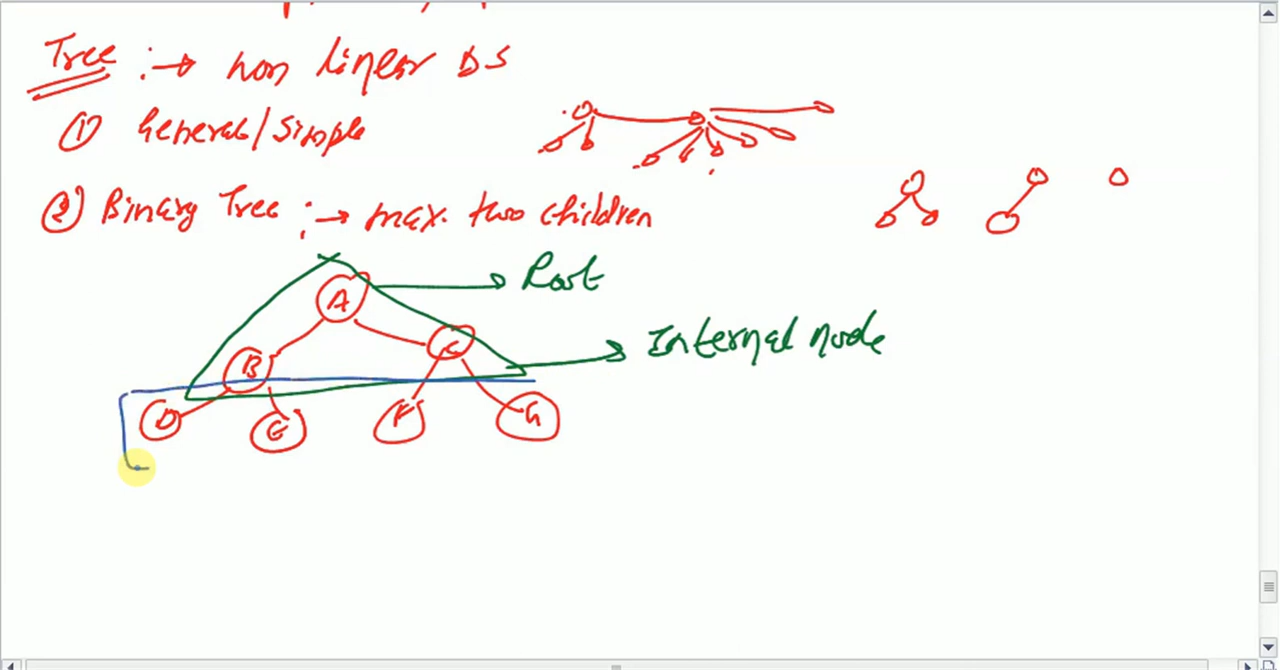 Tree :→ non linear DS
① General/Simple
② Binary Tree :→ max. two children
A → Root
B C → Internal node
D E F G